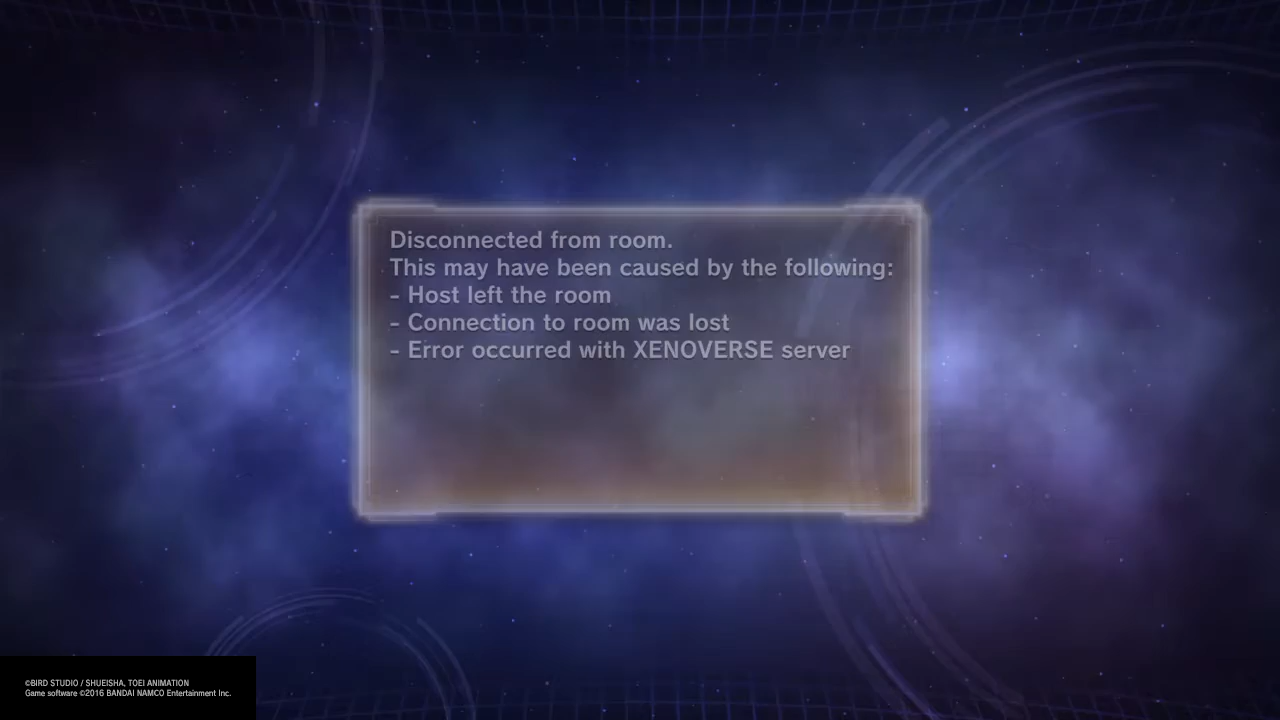 Disconnected from room.
This may have been caused by the following:
- Host left the room
- Connection to room was lost
- Error occurred with XENOVERSE server
©BIRD STUDIO / SHUEISHA, TOEI ANIMATION
Game software ©2016 BANDAI NAMCO Entertainment Inc.